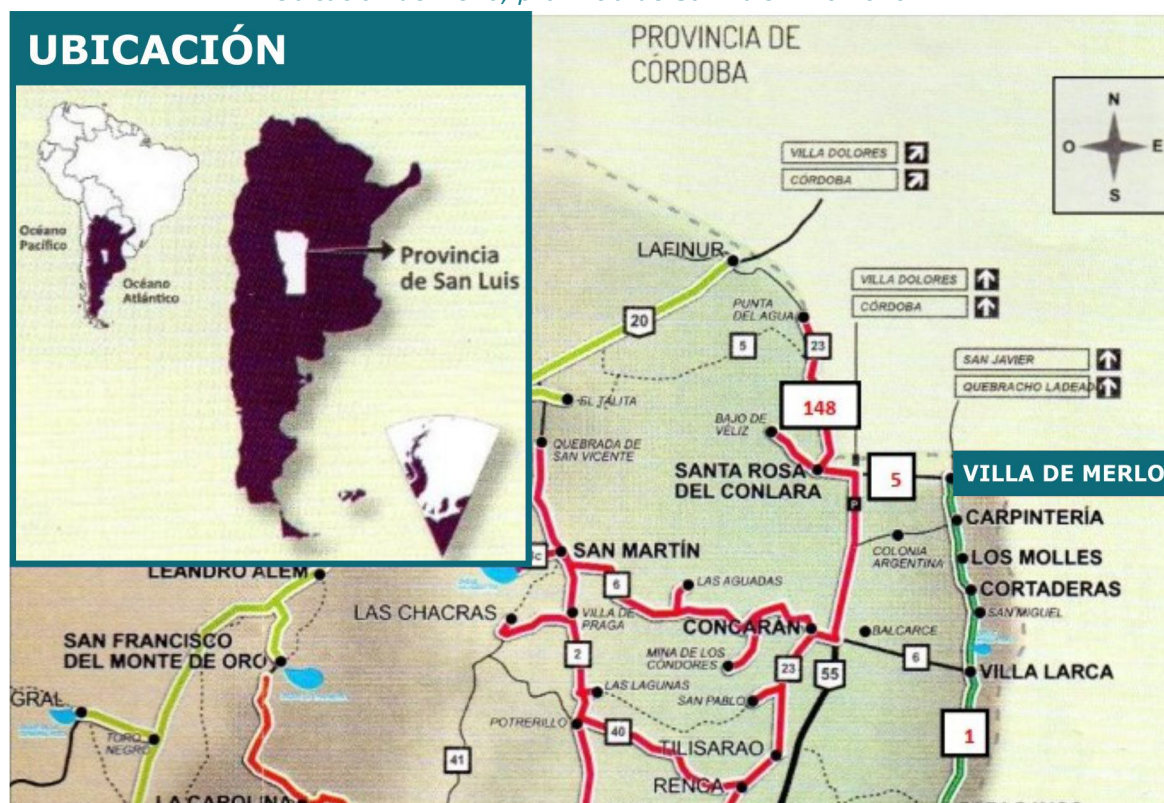 UBICACIÓN
Océano
Pacífico
Océano
Atlántico
Provincia
de San Luis
PROVINCIA DE
CÓRDOBA
N
O
E
S
VILLA DOLORES
CÓRDOBA
LAFINUR
VILLA DOLORES
CÓRDOBA
PUNTA
DEL AGUA
20
5
23
SAN JAVIER
QUEBRACHO LADEADO
EL TALITA
148
BAJO DE
VÉLIZ
QUEBRADA DE
SAN VICENTE
SANTA ROSA
DEL CONLARA
5
VILLA DE MERLO
P
CARPINTERÍA
COLONIA
ARGENTINA
SAN MARTÍN
LOS MOLLES
LEANDRO ALEM
6
LAS AGUADAS
CORTADERAS
LAS CHACRAS
VILLA DE
PRAGA
SAN MIGUEL
CONCARÁN
BALCARCE
SAN FRANCISCO
DEL MONTE DE ORO
2
MINA DE LOS
CÓNDORES
23
55
6
VILLA LARCA
LAS LAGUNAS
SAN PABLO
GRAL
POTRERILLO
TORO
NEGRO
40
1
41
TILISARAO
RENCA
LA CAROLINA